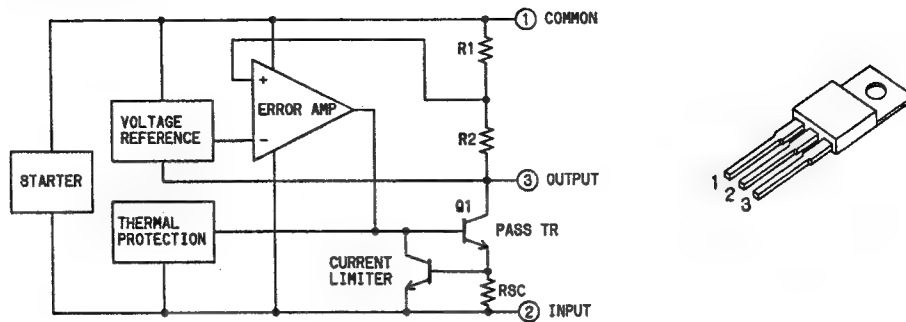 ① COMMON
R1
+
ERROR AMP
-
VOLTAGE
REFERENCE
R2
STARTER
③ OUTPUT
Q1
PASS TR
THERMAL
PROTECTION
CURRENT
LIMITER
RSC
② INPUT
1
2
3